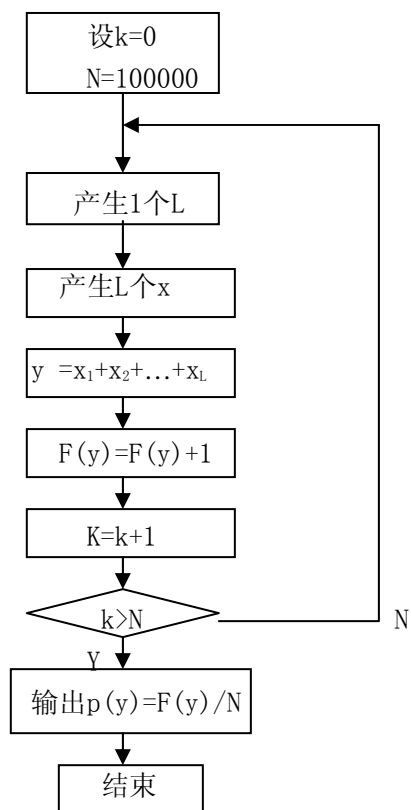 设k=0
N=100000
产生1个L
产生L个x
y =x₁+x₂+...+x_L
F(y)=F(y)+1
K=k+1
k>N
N
Y
输出p(y)=F(y)/N
结束